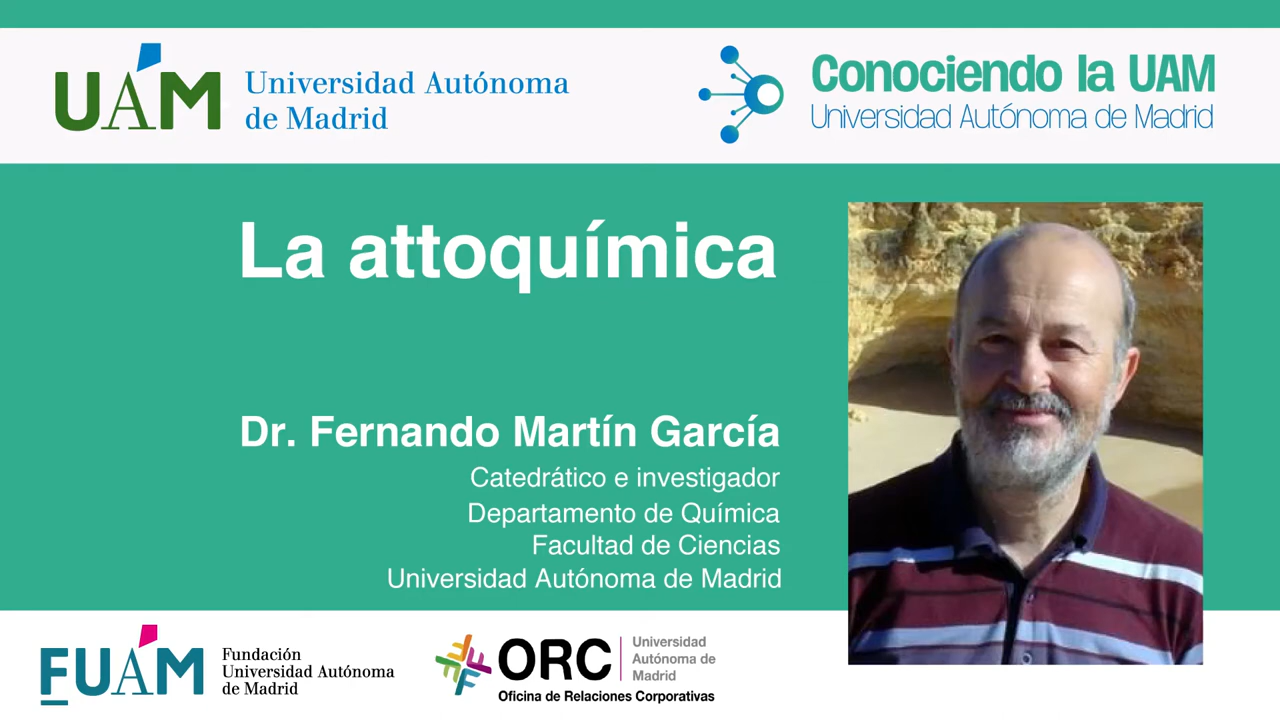 UAM
Universidad Autónoma
de Madrid
Conociendo la UAM
Universidad Autónoma de Madrid
La attoquímica
Dr. Fernando Martín García
Catedrático e investigador
Departamento de Química
Facultad de Ciencias
Universidad Autónoma de Madrid
FUAM
Fundación
Universidad Autónoma
de Madrid
ORC
Universidad
Autónoma de
Madrid
Oficina de Relaciones Corporativas